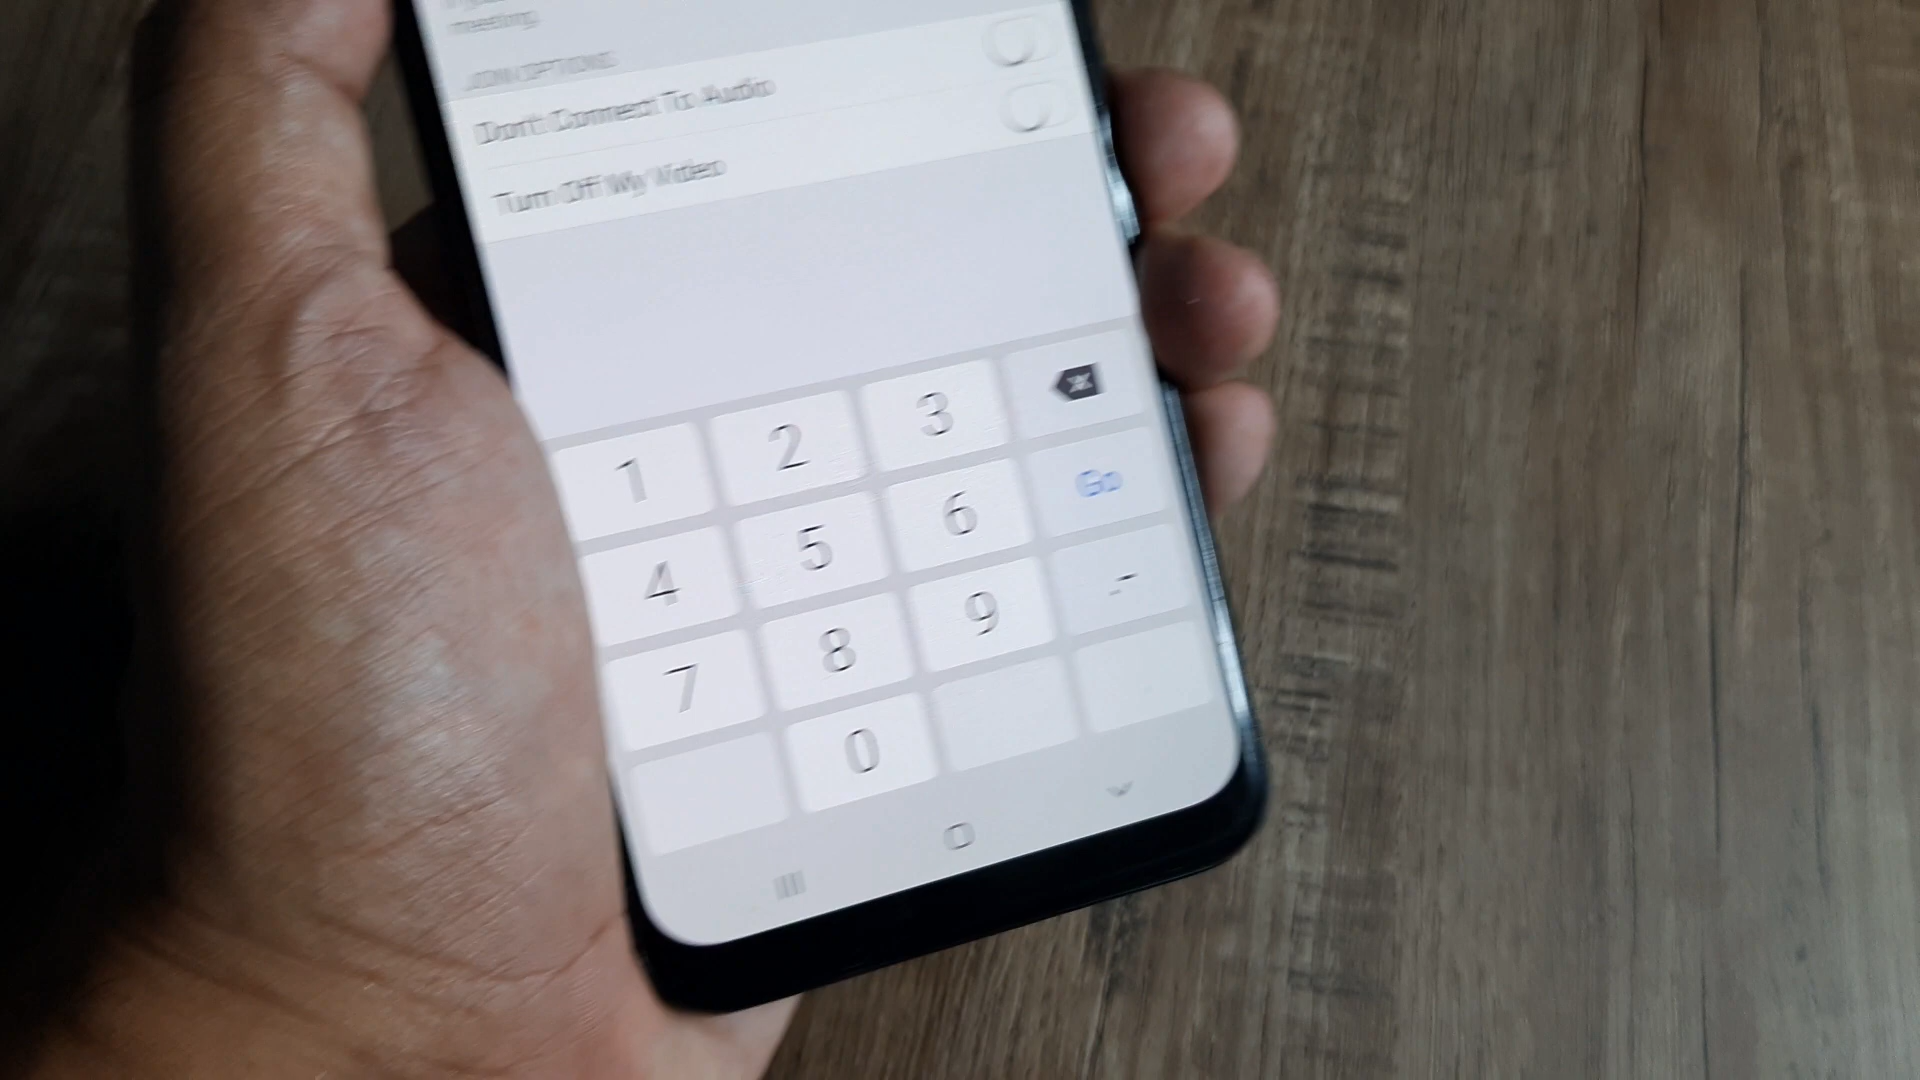 meeting
JOIN OPTIONS
Don't Connect To Audio
Turn Off My Video
1 2 3
4 5 6 Go
7 8 9 .-
0